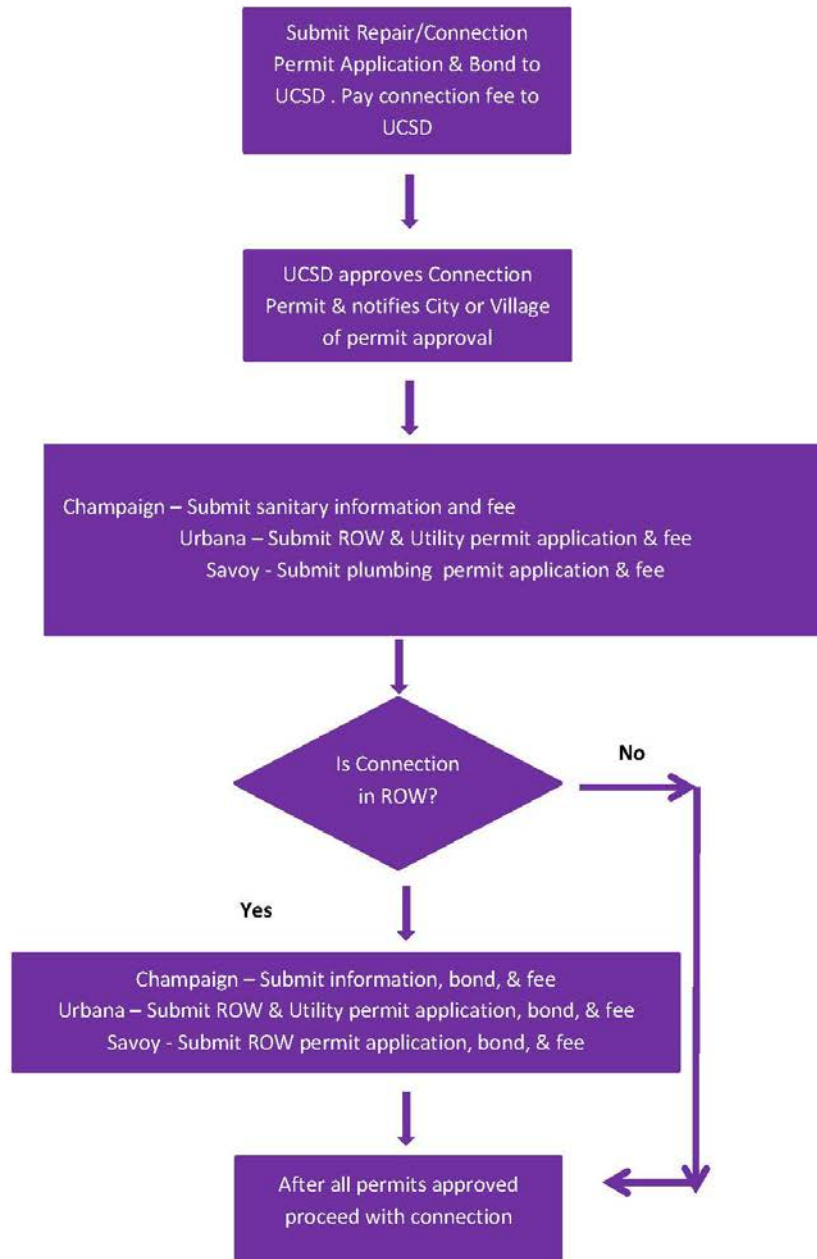 Submit Repair/Connection
Permit Application & Bond to
UCSD . Pay connection fee to
UCSD
UCSD approves Connection
Permit & notifies City or Village
of permit approval
Champaign – Submit sanitary information and fee
Urbana – Submit ROW & Utility permit application & fee
Savoy - Submit plumbing permit application & fee
Is Connection
in ROW?
No
Yes
Champaign – Submit information, bond, & fee
Urbana – Submit ROW & Utility permit application, bond, & fee
Savoy - Submit ROW permit application, bond, & fee
After all permits approved
proceed with connection